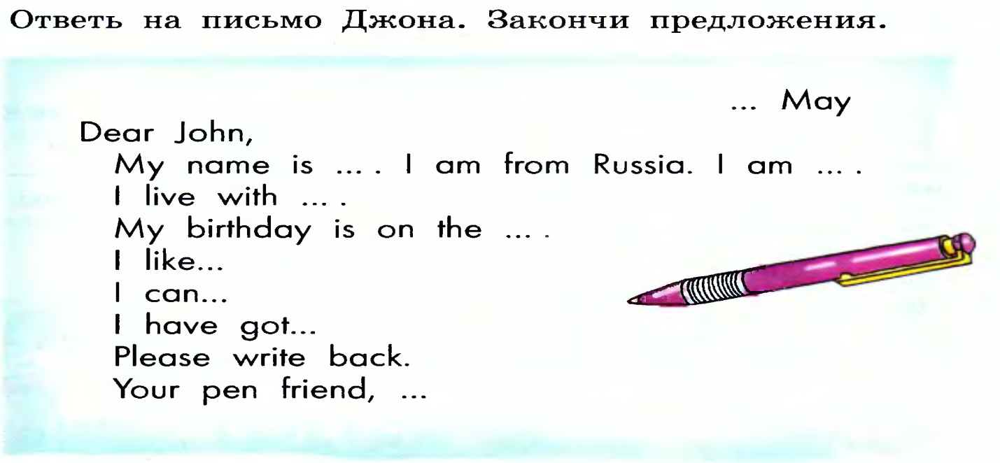 Ответь на письмо Джона. Закончи предложения.
... May
Dear John,
My name is ... . I am from Russia. I am ... .
I live with ... .
My birthday is on the ... .
I like...
I can...
I have got...
Please write back.
Your pen friend, ...